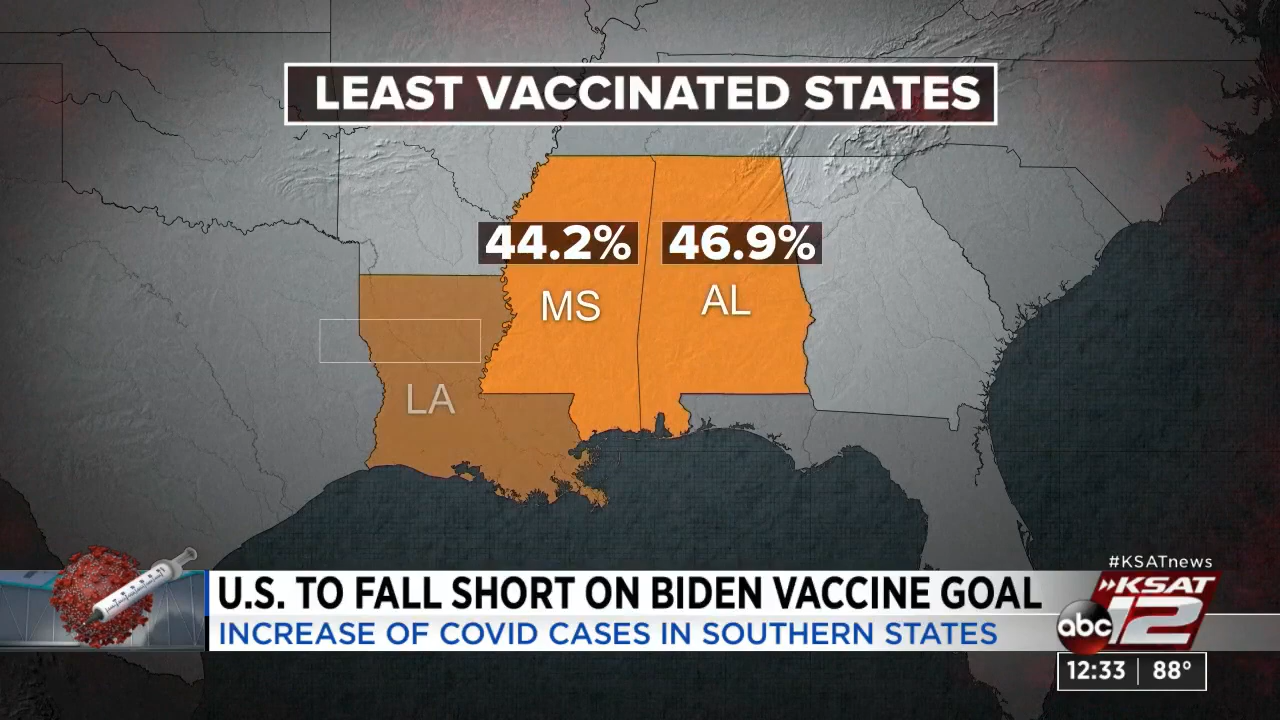 LEAST VACCINATED STATES
44.2% 46.9%
MS AL
LA
#KSATnews
U.S. TO FALL SHORT ON BIDEN VACCINE GOAL
INCREASE OF COVID CASES IN SOUTHERN STATES
KSAT
abc 12
12:33 88°